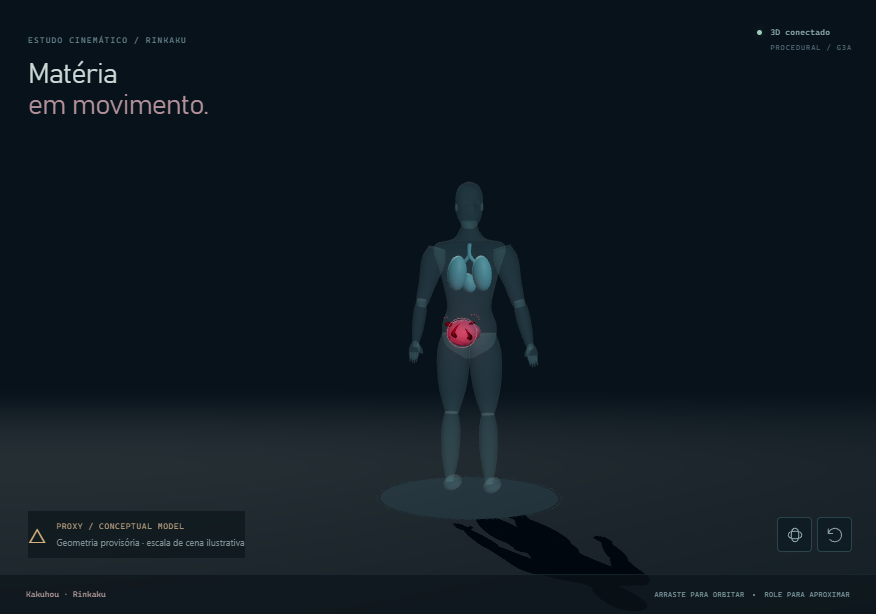 ESTUDO CINEMÁTICO / RINKAKU
Matéria
em movimento.
3D conectado
PROCEDURAL / G3A
PROXY / CONCEPTUAL MODEL
Geometria provisória · escala de cena ilustrativa
Kakuhou · Rinkaku
ARRASTE PARA ORBITAR • ROLE PARA APROXIMAR